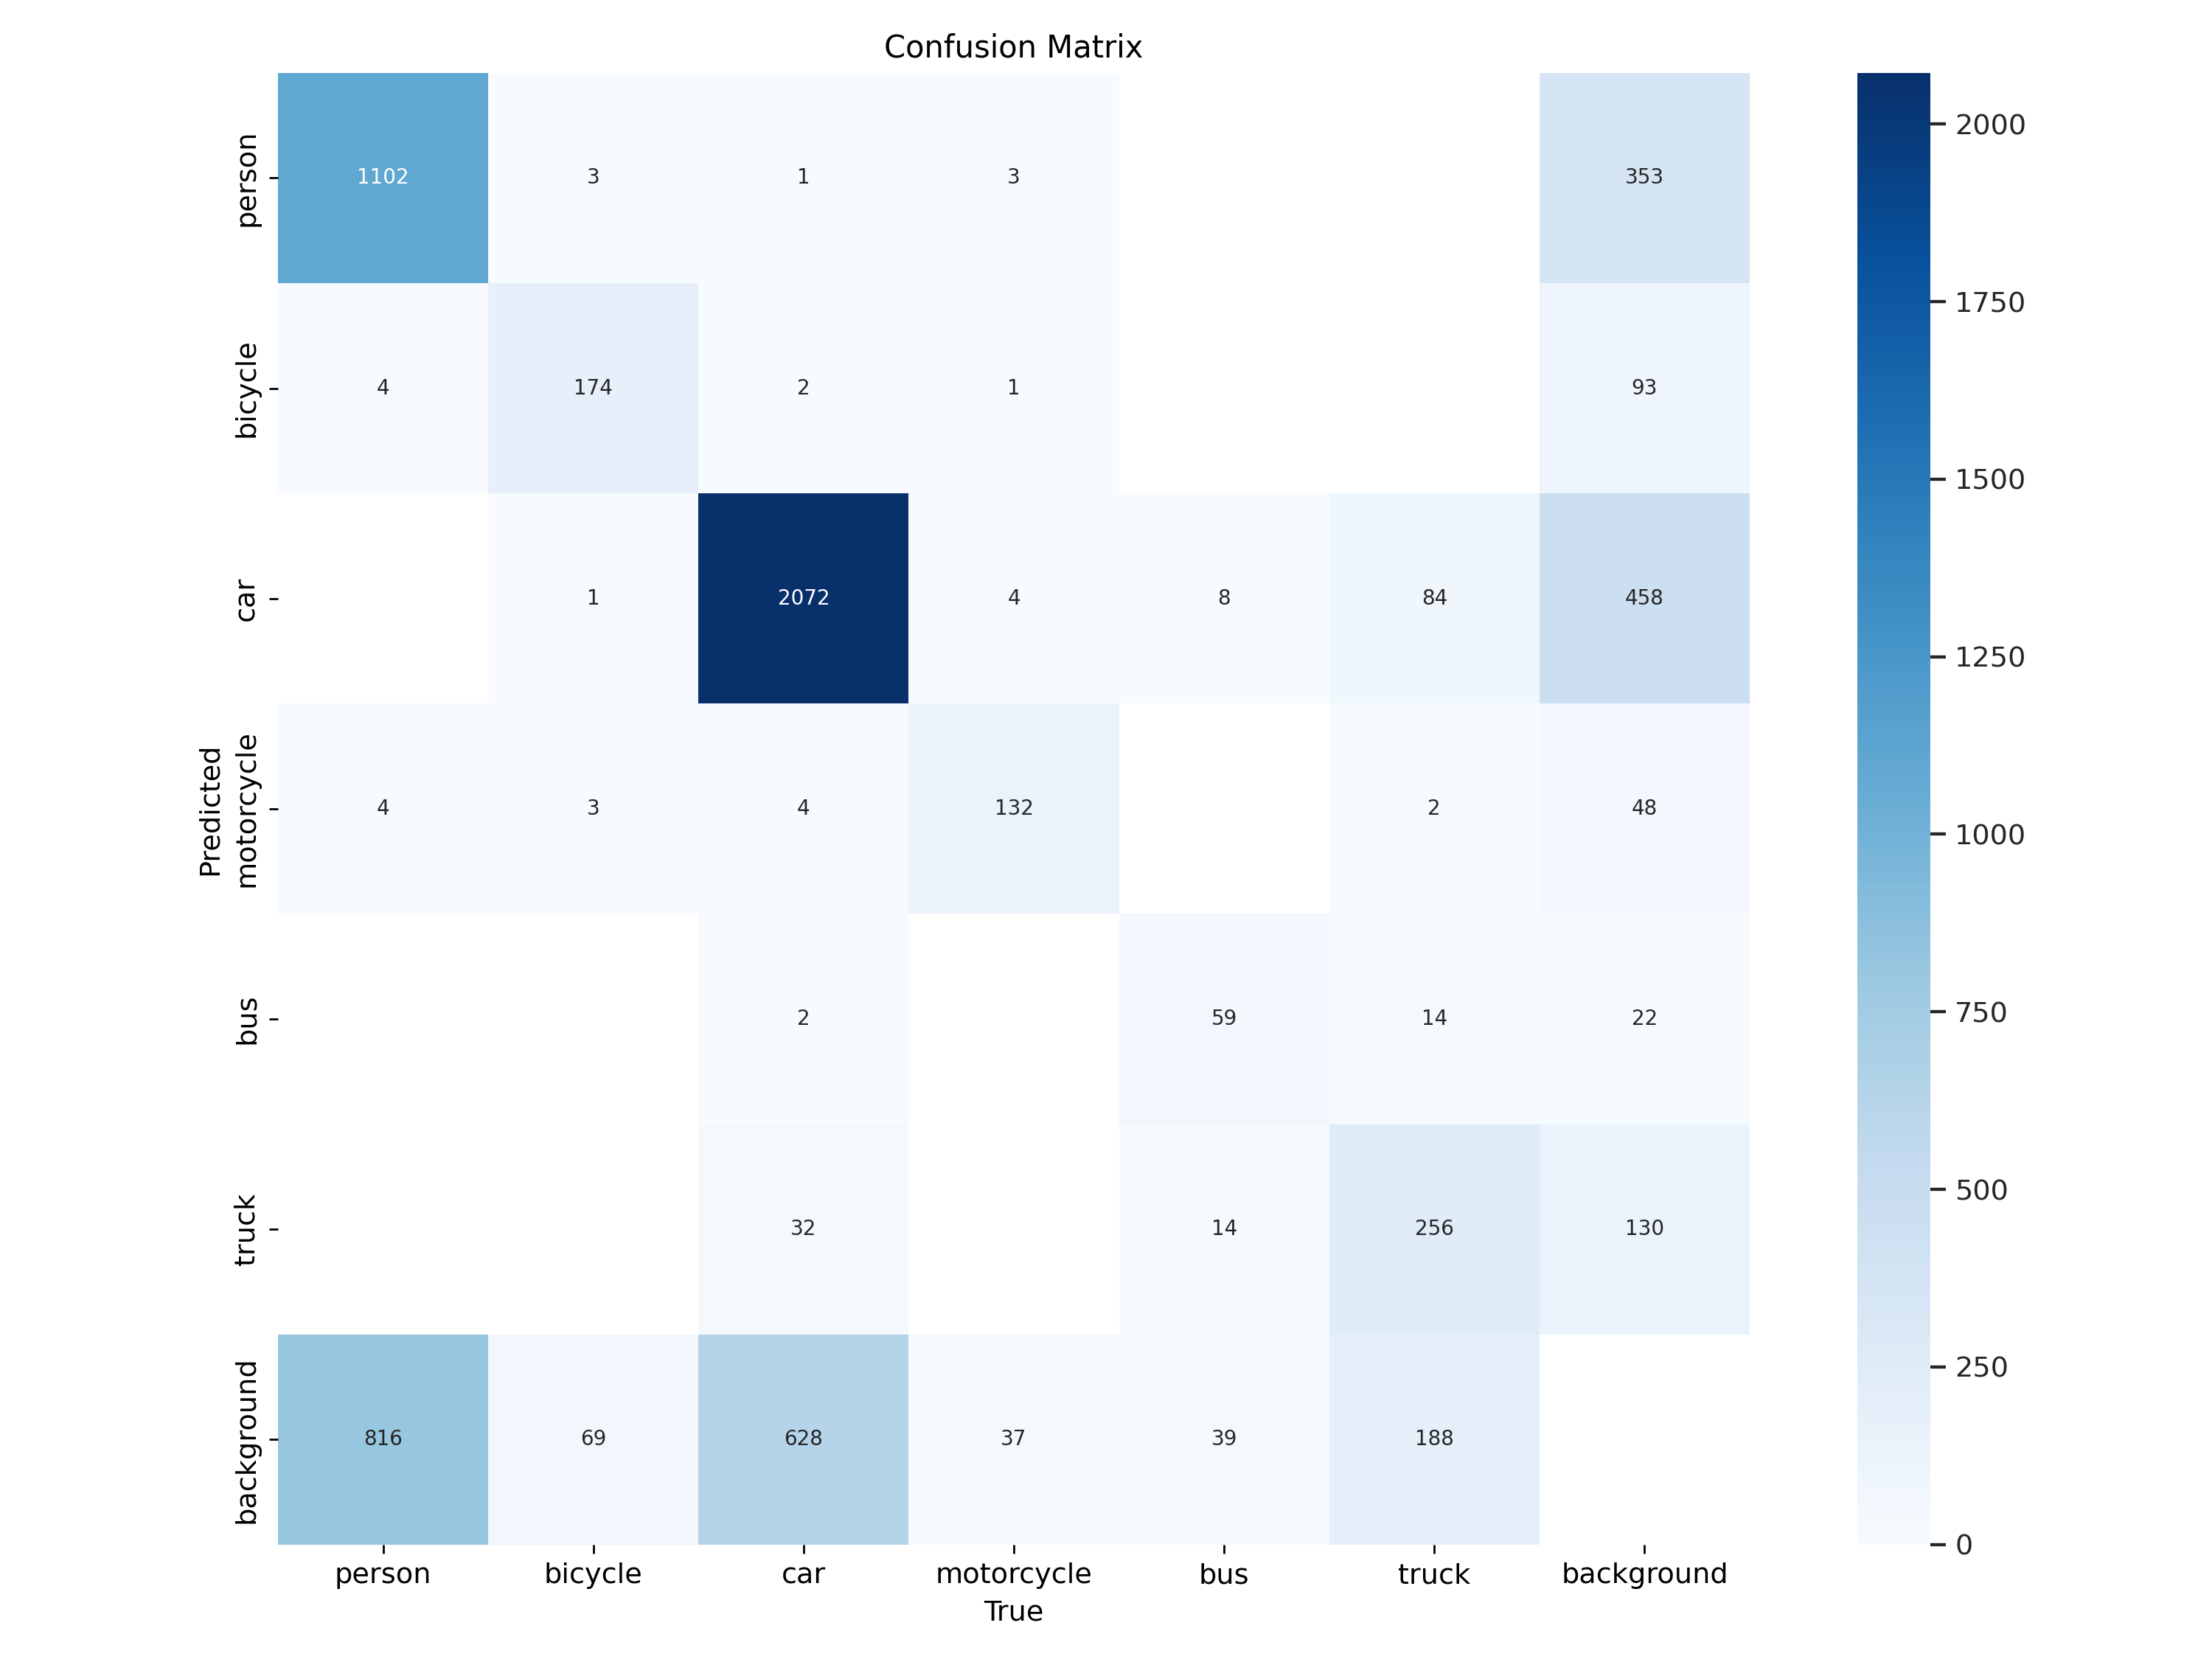 Confusion Matrix
person 1102 3 1 3 353
bicycle 4 174 2 1 93
car 1 2072 4 8 84 458
motorcycle 4 3 4 132 2 48
bus 2 59 14 22
truck 32 14 256 130
background 816 69 628 37 39 188
Predicted
person bicycle car motorcycle bus truck background
True
2000
1750
1500
1250
1000
750
500
250
0